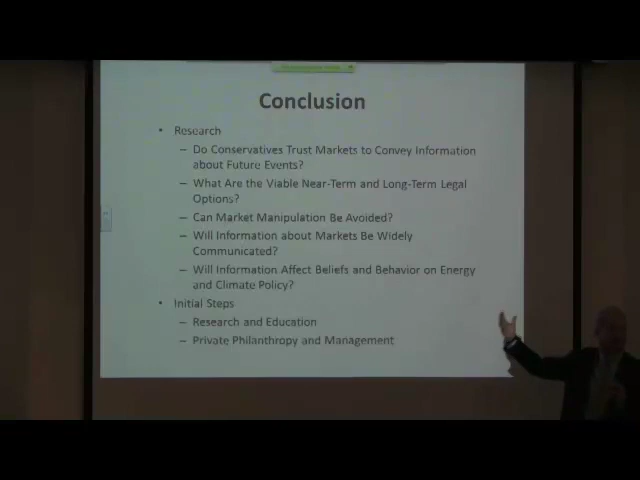 Conclusion
• Research
– Do Conservatives Trust Markets to Convey Information
about Future Events?
– What Are the Viable Near-Term and Long-Term Legal
Options?
– Can Market Manipulation Be Avoided?
– Will Information about Markets Be Widely
Communicated?
– Will Information Affect Beliefs and Behavior on Energy
and Climate Policy?
• Initial Steps
– Research and Education
– Private Philanthropy and Management